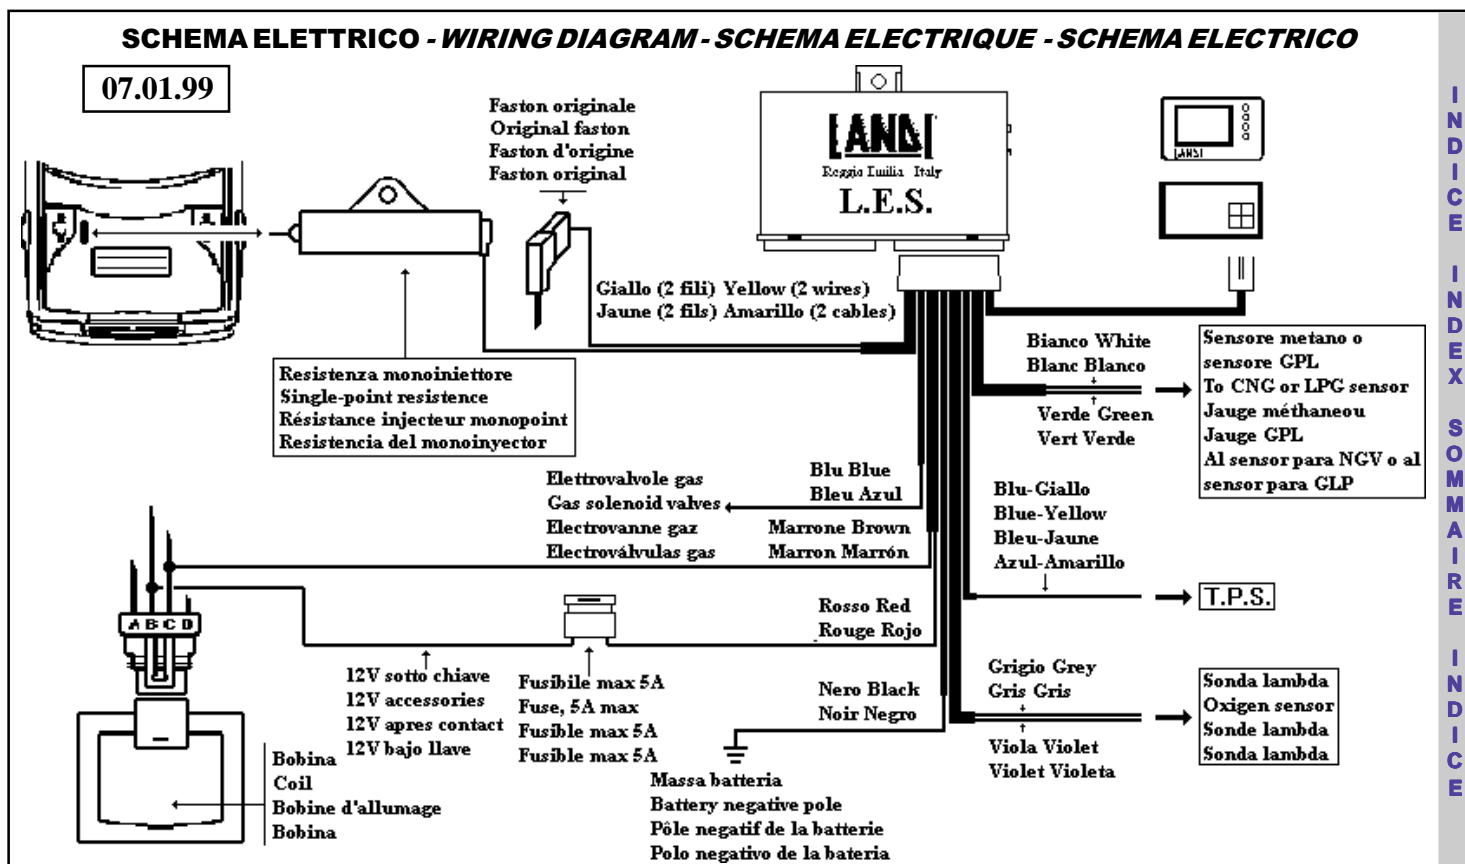 SCHEMA ELETTRICO - WIRING DIAGRAM - SCHEMA ELECTRIQUE - SCHEMA ELECTRICO
07.01.99
Faston originale
Original faston
Faston d'origine
Faston original
LANDI
Reggio Emilia Italy
L.E.S.
LANDI
Giallo (2 fili) Yellow (2 wires)
Jaune (2 fils) Amarillo (2 cables)
Resistenza monoiniettore
Single-point resistence
Résistance injecteur monopoint
Resistencia del monoinyector
Bianco White
Blanc Blanco
Verde Green
Vert Verde
Sensore metano o
sensore GPL
To CNG or LPG sensor
Jauge méthaneou
Jauge GPL
Al sensor para NGV o al
sensor para GLP
Elettrovalvole gas
Gas solenoid valves
Electrovanne gaz
Electroválvulas gas
Blu Blue
Bleu Azul
Marrone Brown
Marron Marrón
Blu-Giallo
Blue-Yellow
Bleu-Jaune
Azul-Amarillo
T.P.S.
A B C D
Rosso Red
Rouge Rojo
12V sotto chiave
12V accessories
12V apres contact
12V bajo llave
Fusibile max 5A
Fuse, 5A max
Fusible max 5A
Fusible max 5A
Nero Black
Noir Negro
Grigio Grey
Gris Gris
Viola Violet
Violet Violeta
Sonda lambda
Oxigen sensor
Sonde lambda
Sonda lambda
Bobina
Coil
Bobine d'allumage
Bobina
Massa batteria
Battery negative pole
Pôle negatif de la batterie
Polo negativo de la bateria
INDICE INDEX SOMMAIRE INDICE